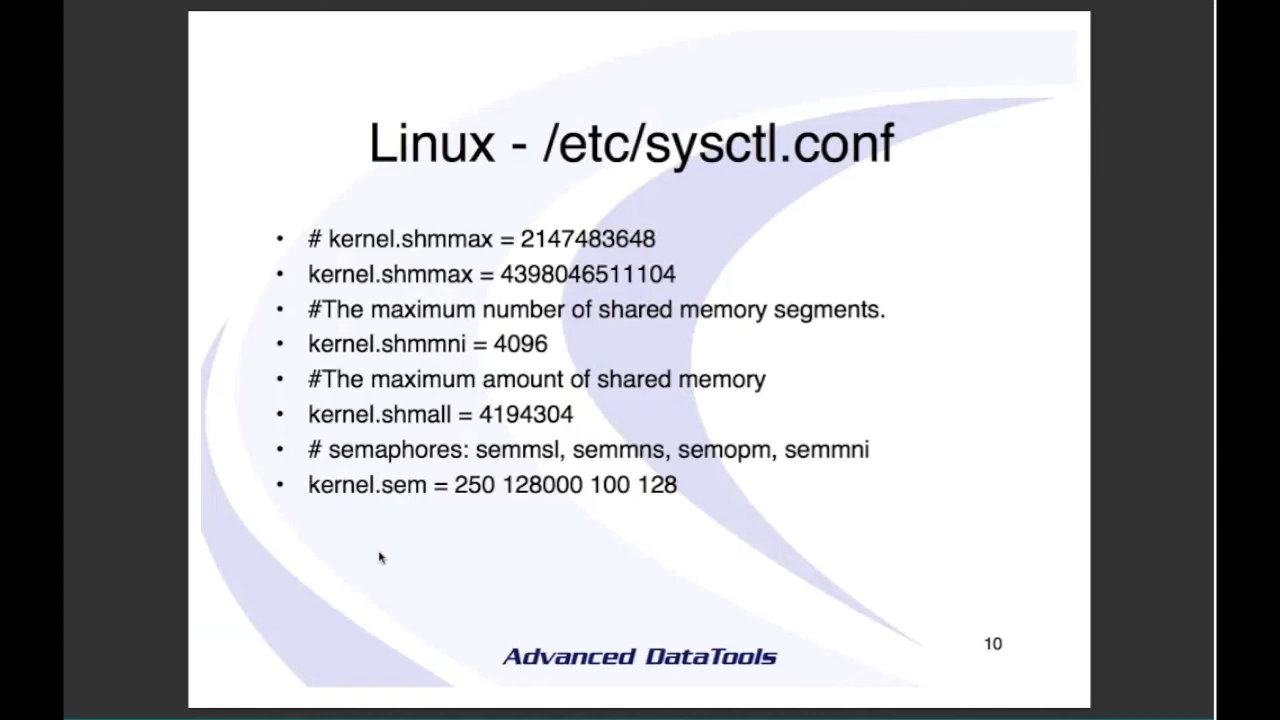 Linux - /etc/sysctl.conf
• # kernel.shmmax = 2147483648
• kernel.shmmax = 4398046511104
• #The maximum number of shared memory segments.
• kernel.shmmni = 4096
• #The maximum amount of shared memory
• kernel.shmall = 4194304
• # semaphores: semmsl, semmns, semopm, semmni
• kernel.sem = 250 128000 100 128
Advanced DataTools
10